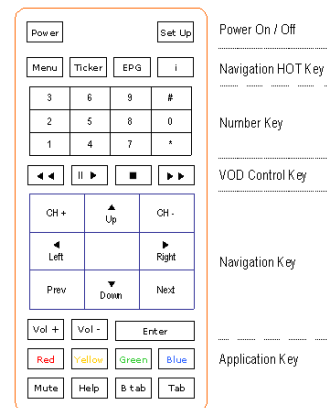 Power Set Up Power On / Off
Menu Ticker EPG i Navigation HOT Key
3 6 9 #
2 5 8 0 Number Key
1 4 7 *
VOD Control Key
CH + Up CH -
Left Right Navigation Key
Prev Down Next
Vol + Vol - Enter
Red Yellow Green Blue Application Key
Mute Help B tab Tab